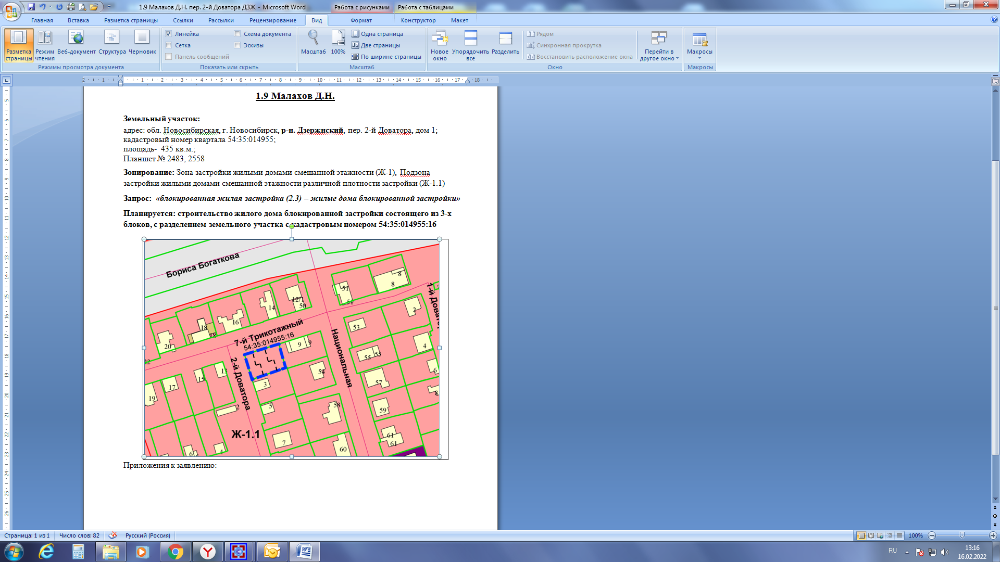 1.9 Малахов Д.Н. пер. 2-й Доватора ДЗЖ - Microsoft Word
Работа с рисунками
Работа с таблицами
Главная
Вставка
Разметка страницы
Ссылки
Рассылки
Рецензирование
Вид
Формат
Конструктор
Макет
Разметка страницы
Режим чтения
Веб-документ
Структура
Черновик
Режимы просмотра документа
Линейка
Сетка
Панель сообщений
Схема документа
Эскизы
Показать или скрыть
Масштаб
100%
Одна страница
Две страницы
По ширине страницы
Масштаб
Новое окно
Упорядочить все
Разделить
Рядом
Синхронная прокрутка
Восстановить расположение окна
Окно
Перейти в другое окно
Макросы
Макросы
1.9 Малахов Д.Н.
Земельный участок:
адрес: обл. Новосибирская, г. Новосибирск, р-н. Дзержнский, пер. 2-й Доватора, дом 1;
кадастровый номер квартала 54:35:014955;
площадь-  435 кв.м.;
Планшет № 2483, 2558
Зонирование: Зона застройки жилыми домами смешанной этажности (Ж-1), Подзона
застройки жилыми домами смешанной этажности различной плотности застройки (Ж-1.1)
Запрос:  «блокированная жилая застройка (2.3) – жилые дома блокированной застройки»
Планируется: строительство жилого дома блокированной застройки состоящего из 3-х
блоков, с разделением земельного участка с кадастровым номером 54:35:014955:16
Бориса Богаткова
8
8
51
51
1-й Доватор
12/1
50
14
16
18
18
20
22
2
53
7-й Трикотажный
54:35:014955:16
9 9
Национальная
4
55 55
2-й Доватора
13
15
17
19
54
6
57
3
8
5
58
2
59
Ж-1.1
61
61
7
60
4
6
Приложения к заявлению:
Страница: 1 из 1
Число слов: 82
Русский (Россия)
100%
RU
13:16
16.02.2022